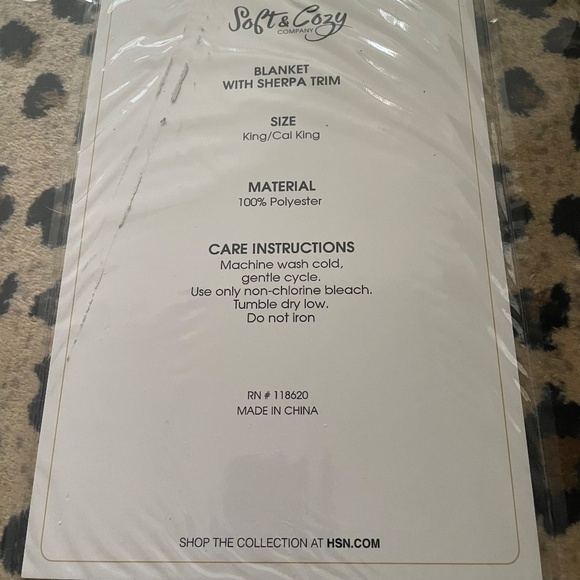 Soft & Cozy
COMPANY
BLANKET
WITH SHERPA TRIM
SIZE
King/Cal King
MATERIAL
100% Polyester
CARE INSTRUCTIONS
Machine wash cold,
gentle cycle.
Use only non-chlorine bleach.
Tumble dry low.
Do not iron
RN # 118620
MADE IN CHINA
SHOP THE COLLECTION AT HSN.COM